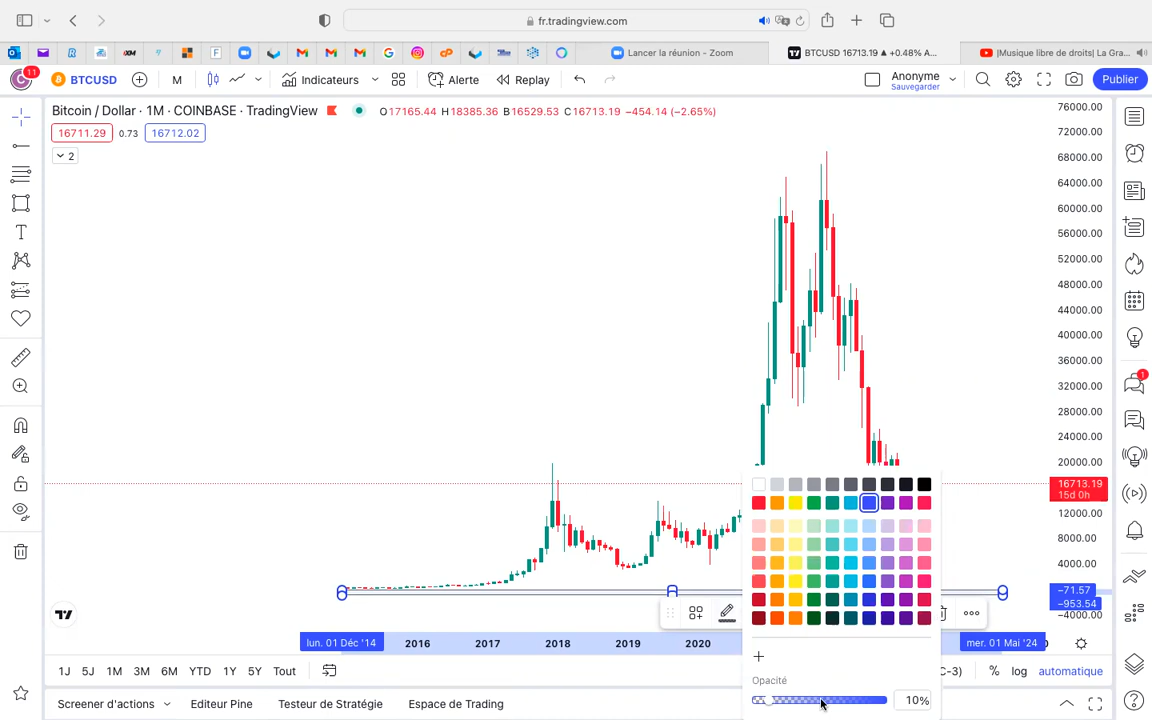 fr.tradingview.com
Lancer la réunion - Zoom
BTCUSD 16713.19 ▲ +0.48% A...
|Musique libre de droits| La Gra...
C
11
BTCUSD
M
Indicateurs
Alerte
Replay
Anonyme
Sauvegarder
Publier
Bitcoin / Dollar · 1M · COINBASE · TradingView
O17165.44 H18385.36 B16529.53 C16713.19 −454.14 (−2.65%)
16711.29
0.73
16712.02
2
76000.00
72000.00
68000.00
64000.00
60000.00
56000.00
52000.00
48000.00
44000.00
40000.00
36000.00
32000.00
28000.00
24000.00
20000.00
16713.19
15d 0h
12000.00
8000.00
4000.00
−71.57
−953.54
−4000.00
1
lun. 01 Déc '14
2016
2017
2018
2019
2020
mer. 01 Mai '24
1J
5J
1M
3M
6M
YTD
1Y
5Y
Tout
C-3)
%
log
automatique
Opacité
10%
Screener d'actions
Editeur Pine
Testeur de Stratégie
Espace de Trading